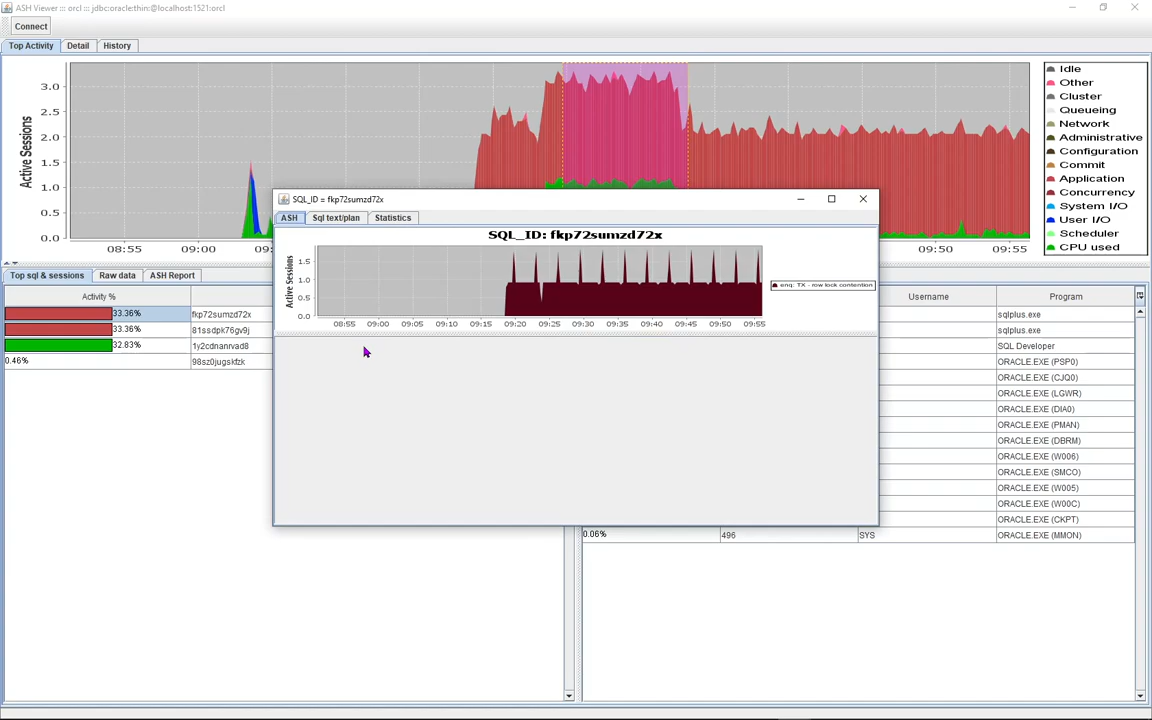 ASH Viewer ::: orcl ::: jdbc:oracle:thin:@localhost:1521:orcl
Connect
Top Activity Detail History
Active Sessions
3.0
2.5
2.0
1.5
1.0
0.5
0.0
08:55 09:00 09: 09:50 09:55
Idle
Other
Cluster
Queueing
Network
Administrative
Configuration
Commit
Application
Concurrency
System I/O
User I/O
Scheduler
CPU used
SQL_ID = fkp72sumzd72x
ASH Sql text/plan Statistics
SQL_ID: fkp72sumzd72x
Active Sessions
1.5
1.0
0.5
0.0
08:55 09:00 09:05 09:10 09:15 09:20 09:25 09:30 09:35 09:40 09:45 09:50 09:55
enq: TX - row lock contention
Top sql & sessions Raw data ASH Report
Activity %
33.36% fkp72sumzd72x
33.36% 81ssdpk76gv9j
32.83% 1y2cdnanrvad8
0.46% 98sz0jugskfzk
Username Program
sqlplus.exe
sqlplus.exe
SQL Developer
ORACLE.EXE (PSP0)
ORACLE.EXE (CJQ0)
ORACLE.EXE (LGWR)
ORACLE.EXE (DIA0)
ORACLE.EXE (PMAN)
ORACLE.EXE (DBRM)
ORACLE.EXE (W006)
ORACLE.EXE (SMCO)
ORACLE.EXE (W005)
ORACLE.EXE (W00C)
ORACLE.EXE (CKPT)
0.06% 496 SYS ORACLE.EXE (MMON)